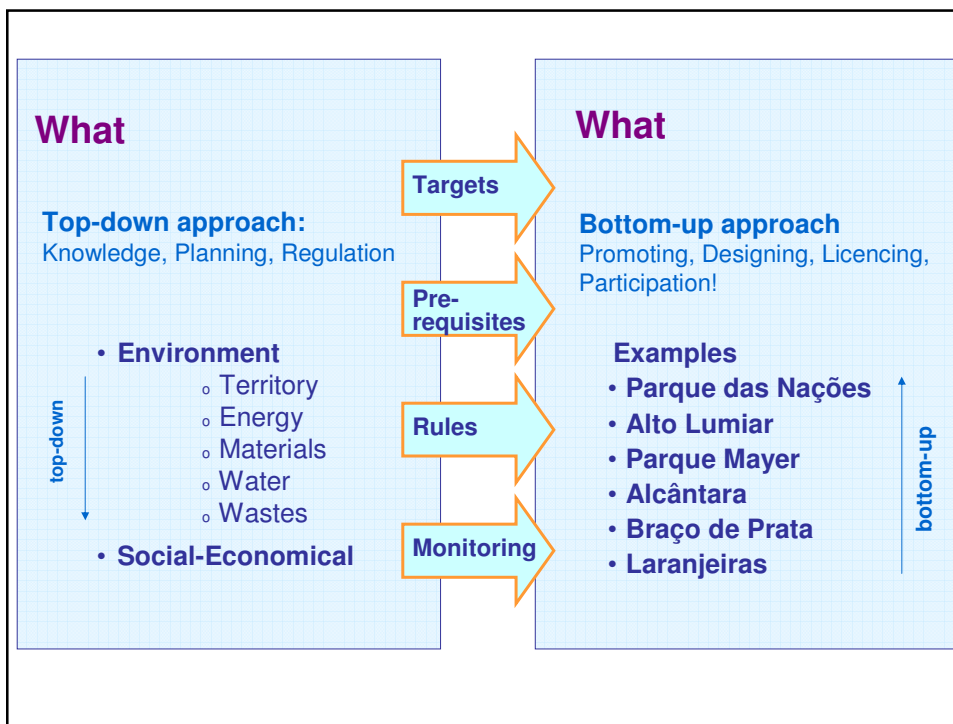 What
Top-down approach:
Knowledge, Planning, Regulation
• Environment
o Territory
o Energy
o Materials
o Water
o Wastes
• Social-Economical
top-down
Targets
Pre-
requisites
Rules
Monitoring
What
Bottom-up approach
Promoting, Designing, Licencing,
Participation!
Examples
• Parque das Nações
• Alto Lumiar
• Parque Mayer
• Alcântara
• Braço de Prata
• Laranjeiras
bottom-up